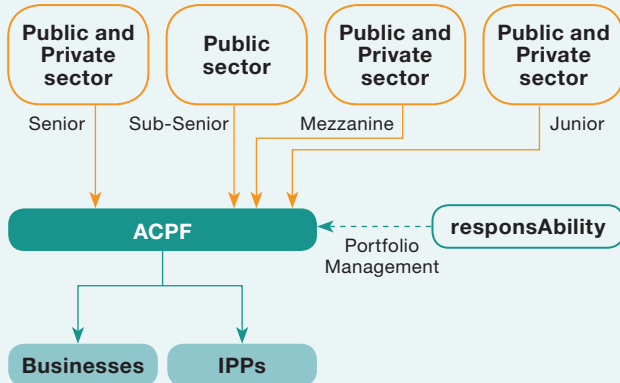 Public and
Private
sector
Public
sector
Public and
Private
sector
Public and
Private
sector
Senior
Sub-Senior
Mezzanine
Junior
ACPF
responsAbility
Portfolio
Management
Businesses
IPPs